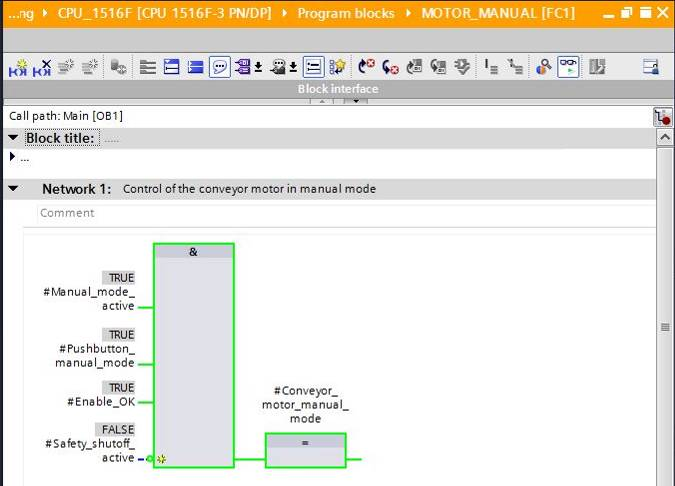 ...ng ▸ CPU_1516F [CPU 1516F-3 PN/DP] ▸ Program blocks ▸ MOTOR_MANUAL [FC1]
Block interface
Call path: Main [OB1]
Block title: .....
...
Network 1: Control of the conveyor motor in manual mode
Comment
&
TRUE
#Manual_mode_
active
TRUE
#Pushbutton_
manual_mode
TRUE
#Enable_OK
FALSE
#Safety_shutoff_
active
#Conveyor_
motor_manual_
mode
=